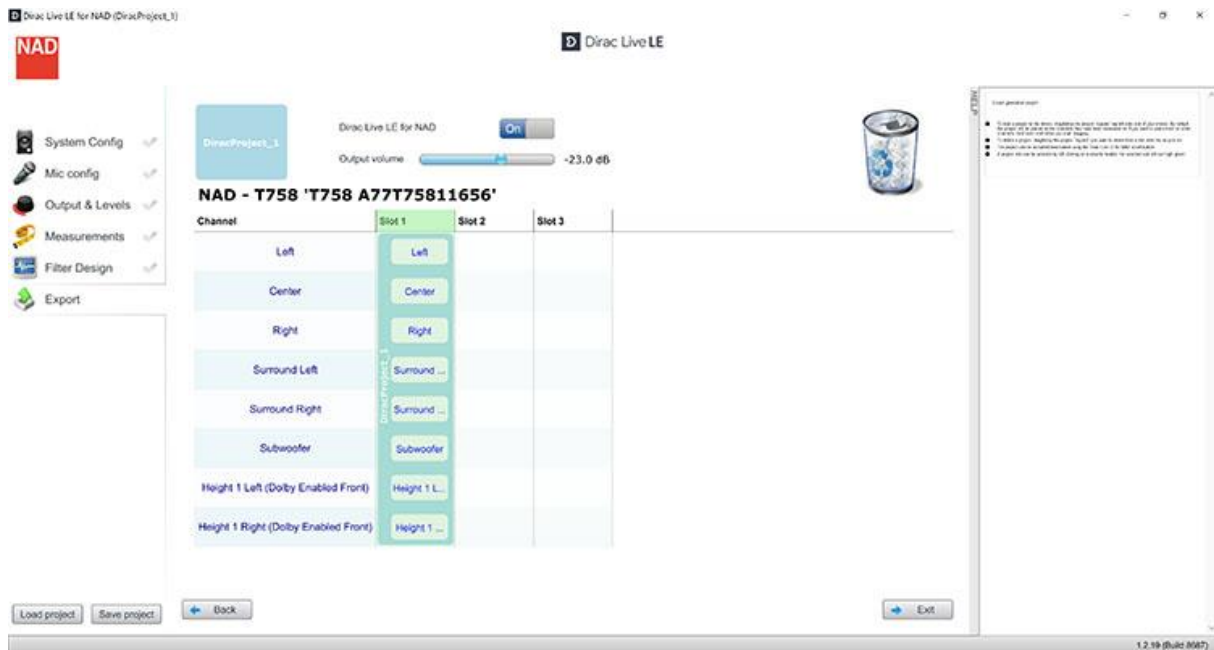 Dirac Live LE for NAD (DiracProject_1)
NAD
Dirac Live LE
System Config
Mic config
Output & Levels
Measurements
Filter Design
Export
DiracProject_1
Dirac Live LE for NAD
On
Output volume
-23.0 dB
NAD - T758 'T758 A77T75811656'
Channel Slot 1 Slot 2 Slot 3
Left Left
Center Center
Right Right
Surround Left Surround ...
Surround Right Surround ...
Subwoofer Subwoofer
Height 1 Left (Dolby Enabled Front) Height 1 L...
Height 1 Right (Dolby Enabled Front) Height 1 ...
DiracProject_1
HELP
Load project Save project
Back
Exit
1.2.19 (Build 8087)